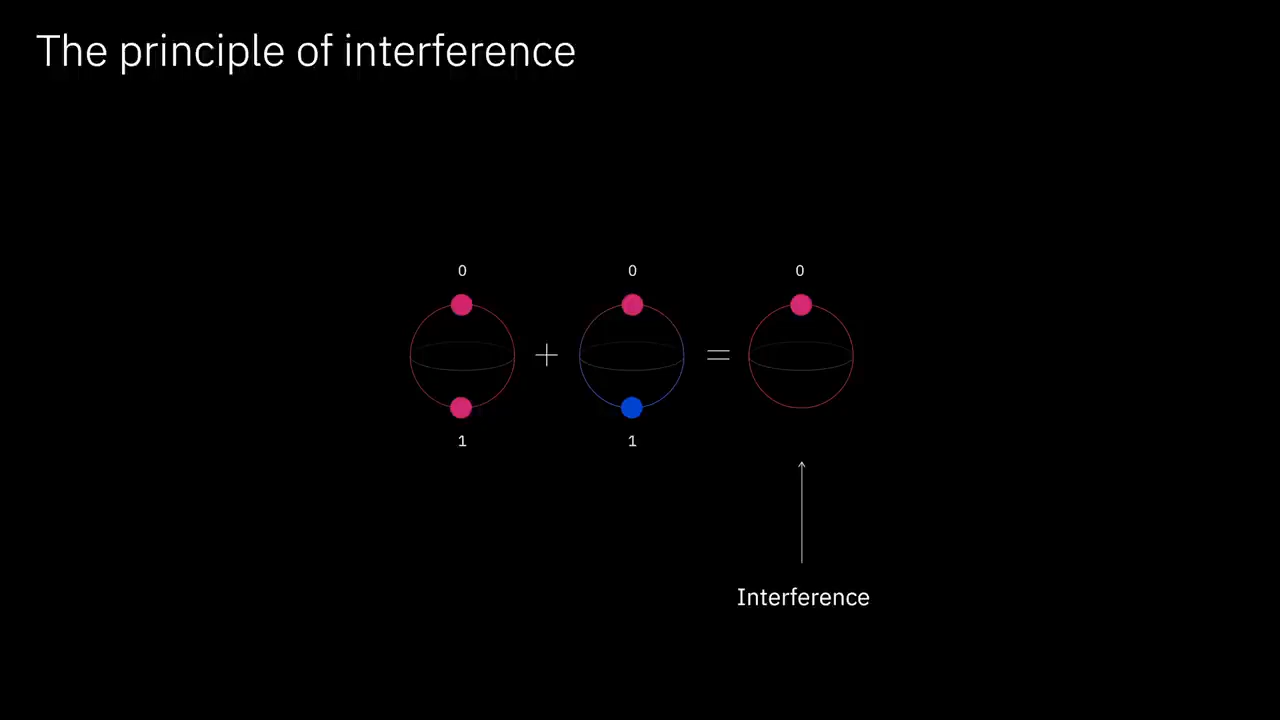 The principle of interference
0 0 0
+ =
1 1
Interference